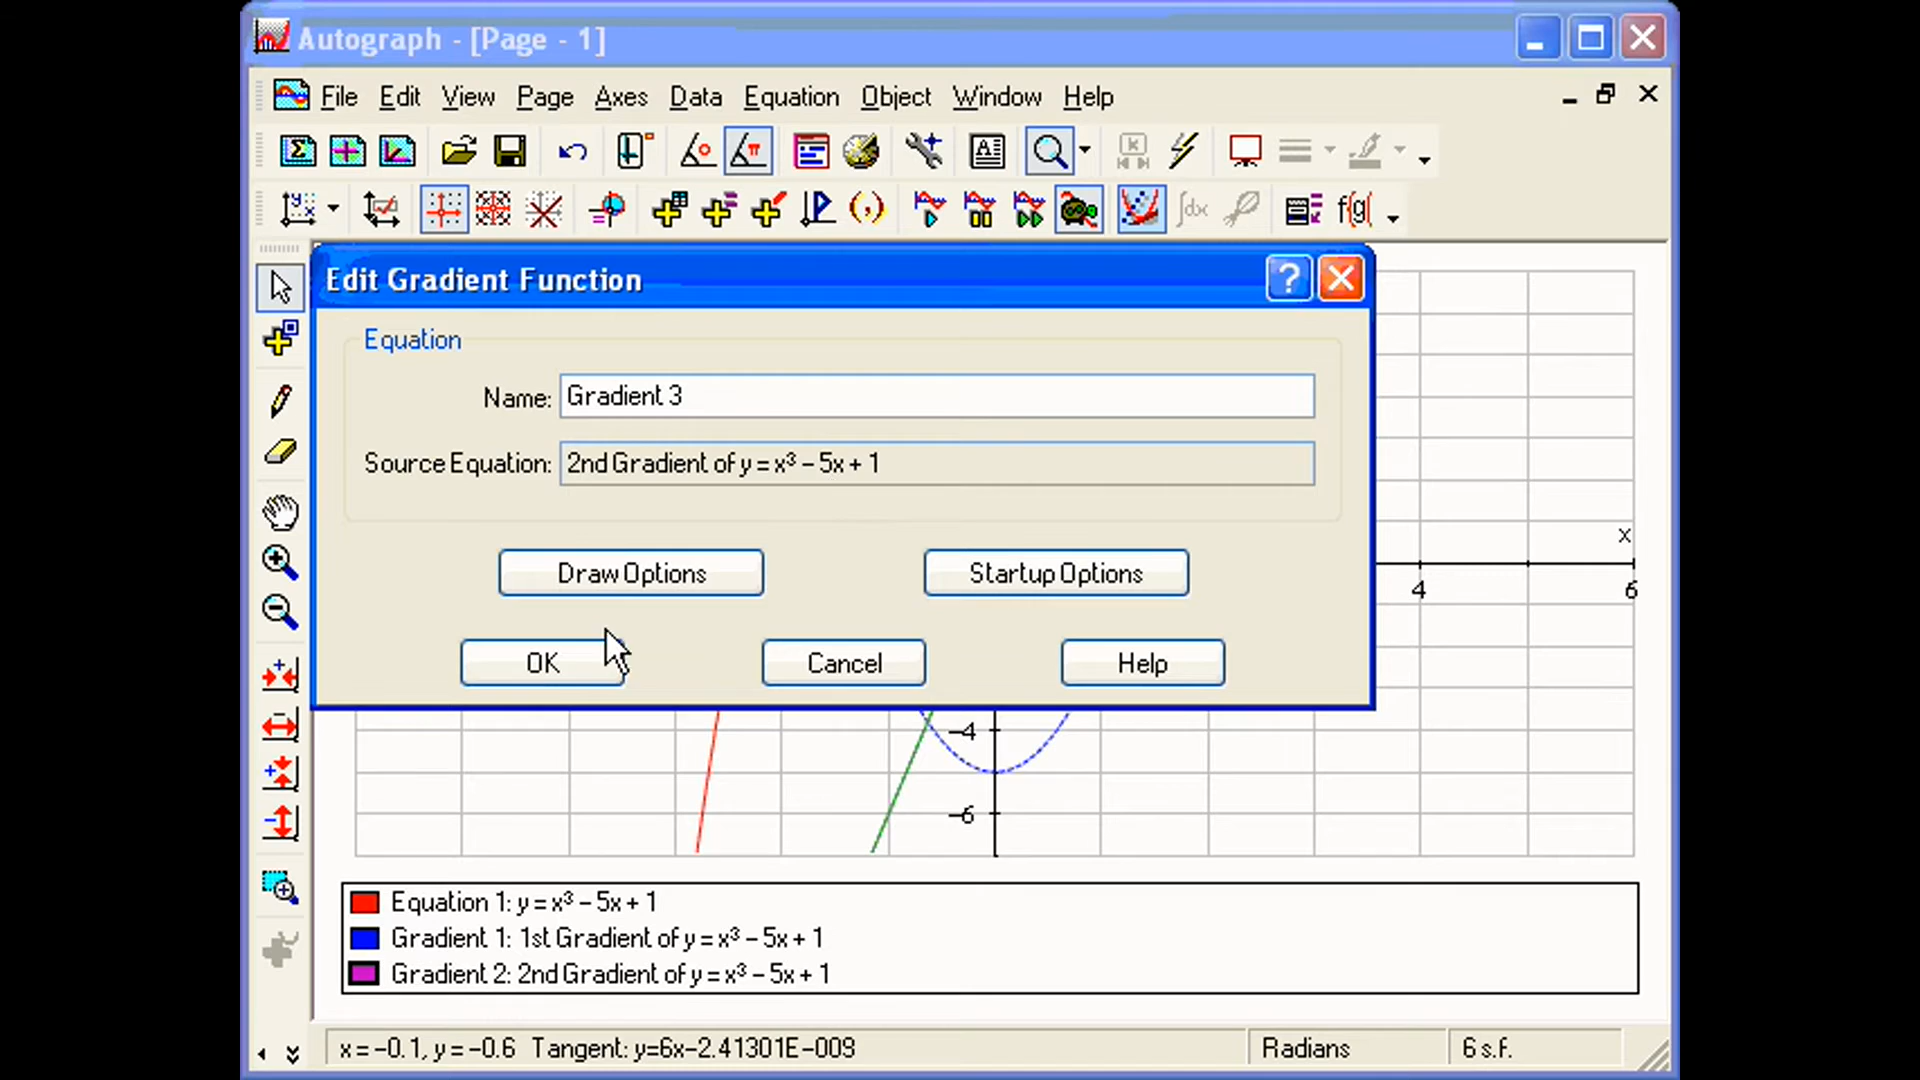 Autograph - [Page - 1]
File Edit View Page Axes Data Equation Object Window Help
Edit Gradient Function
Equation
Name: Gradient 3
Source Equation: 2nd Gradient of y = x³ – 5x + 1
Draw Options Startup Options
OK Cancel Help
x
4 6
–4
–6
Equation 1: y = x³ – 5x + 1
Gradient 1: 1st Gradient of y = x³ – 5x + 1
Gradient 2: 2nd Gradient of y = x³ – 5x + 1
x = –0.1, y = –0.6 Tangent: y=6x-2.41301E-009 Radians 6 s.f.